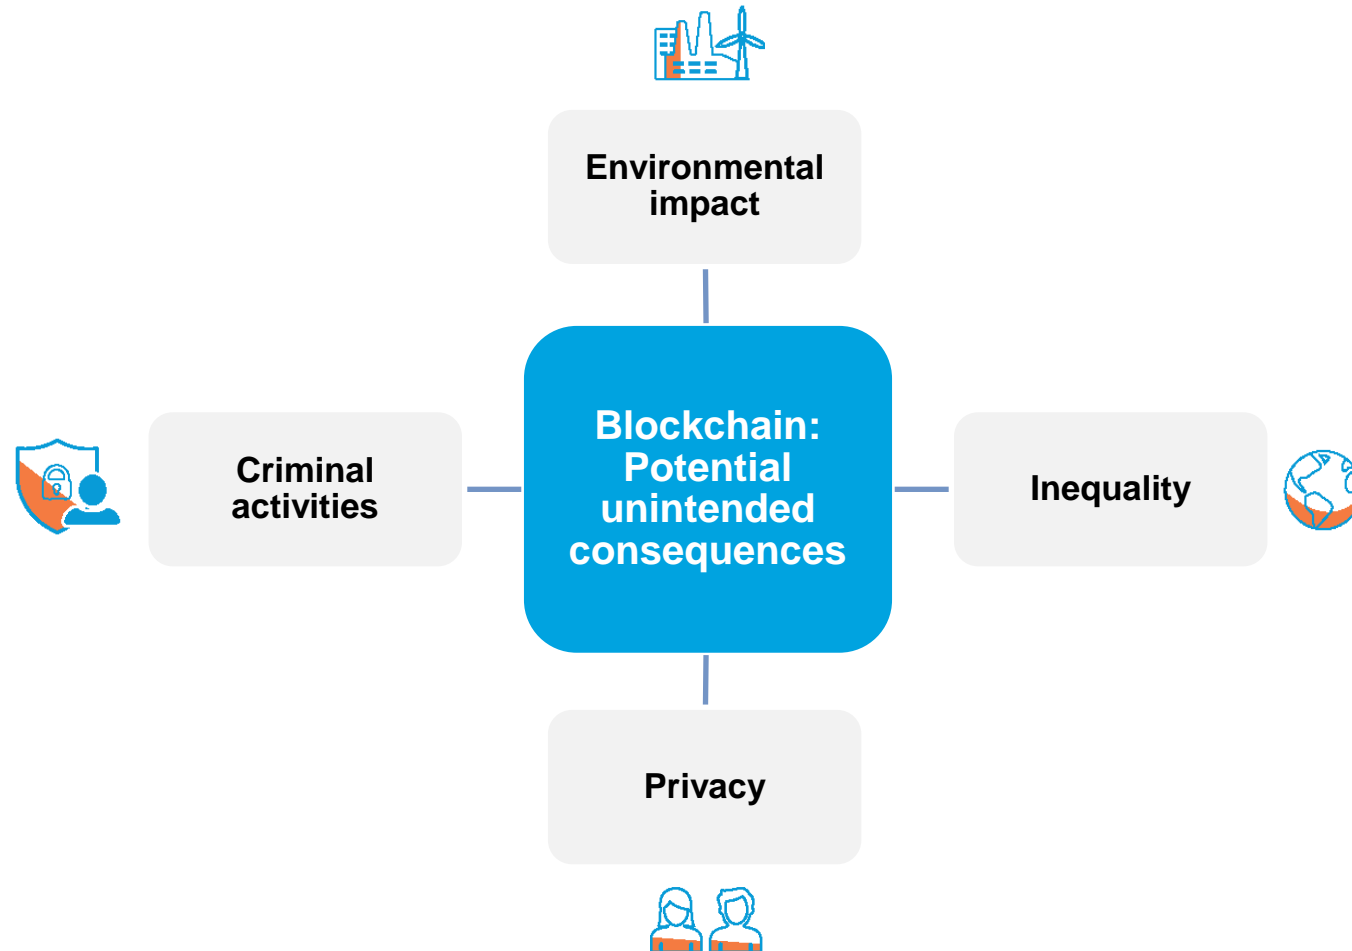 Environmental
impact
Blockchain:
Potential
unintended
consequences
Criminal
activities
Inequality
Privacy